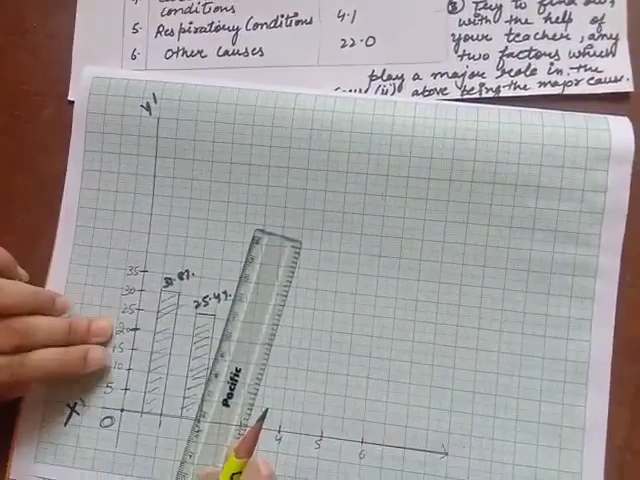 conditions
5. Respiratory Conditions 4.1
6. Other Causes 22.0
with the help of
your teacher, any
two factors which
play a major role in the
(ii) above being the major cause.
Y'
35
30
25
20
15
10
5
0
X'
31.8%.
25.4%.
Pacific
4
5
6